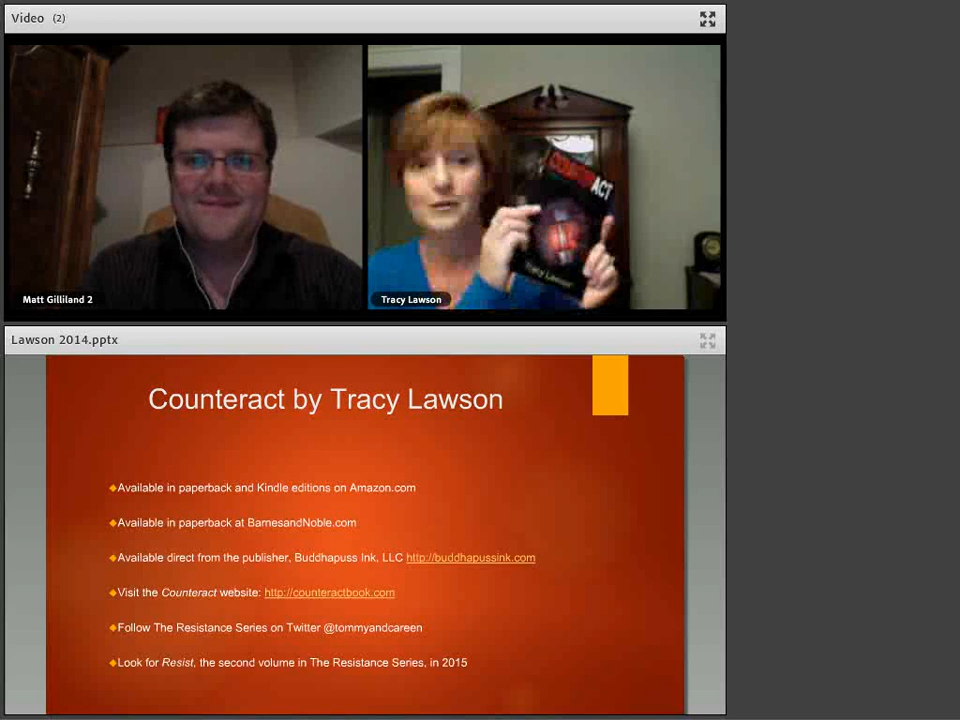 Video (2)
COUNTERACT
Tracy Lawson
Matt Gilliland 2
Tracy Lawson
Lawson 2014.pptx
Counteract by Tracy Lawson
Available in paperback and Kindle editions on Amazon.com
Available in paperback at BarnesandNoble.com
Available direct from the publisher, Buddhapuss Ink, LLC http://buddhapussink.com
Visit the Counteract website: http://counteractbook.com
Follow The Resistance Series on Twitter @tommyandcareen
Look for Resist, the second volume in The Resistance Series, in 2015